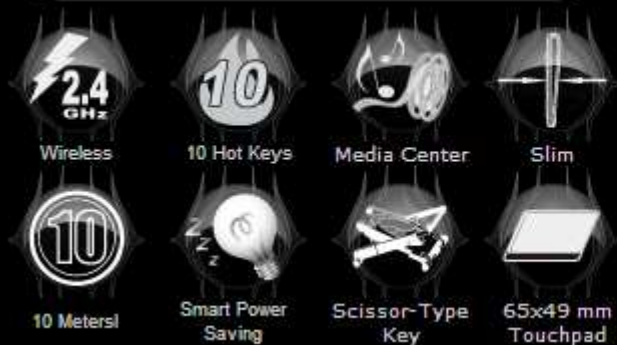 2.4
GHz
Wireless
10
10 Hot Keys
Media Center
Slim
10
10 Meters!
Z
Z
Z
Smart Power
Saving
Scissor-Type
Key
65x49 mm
Touchpad